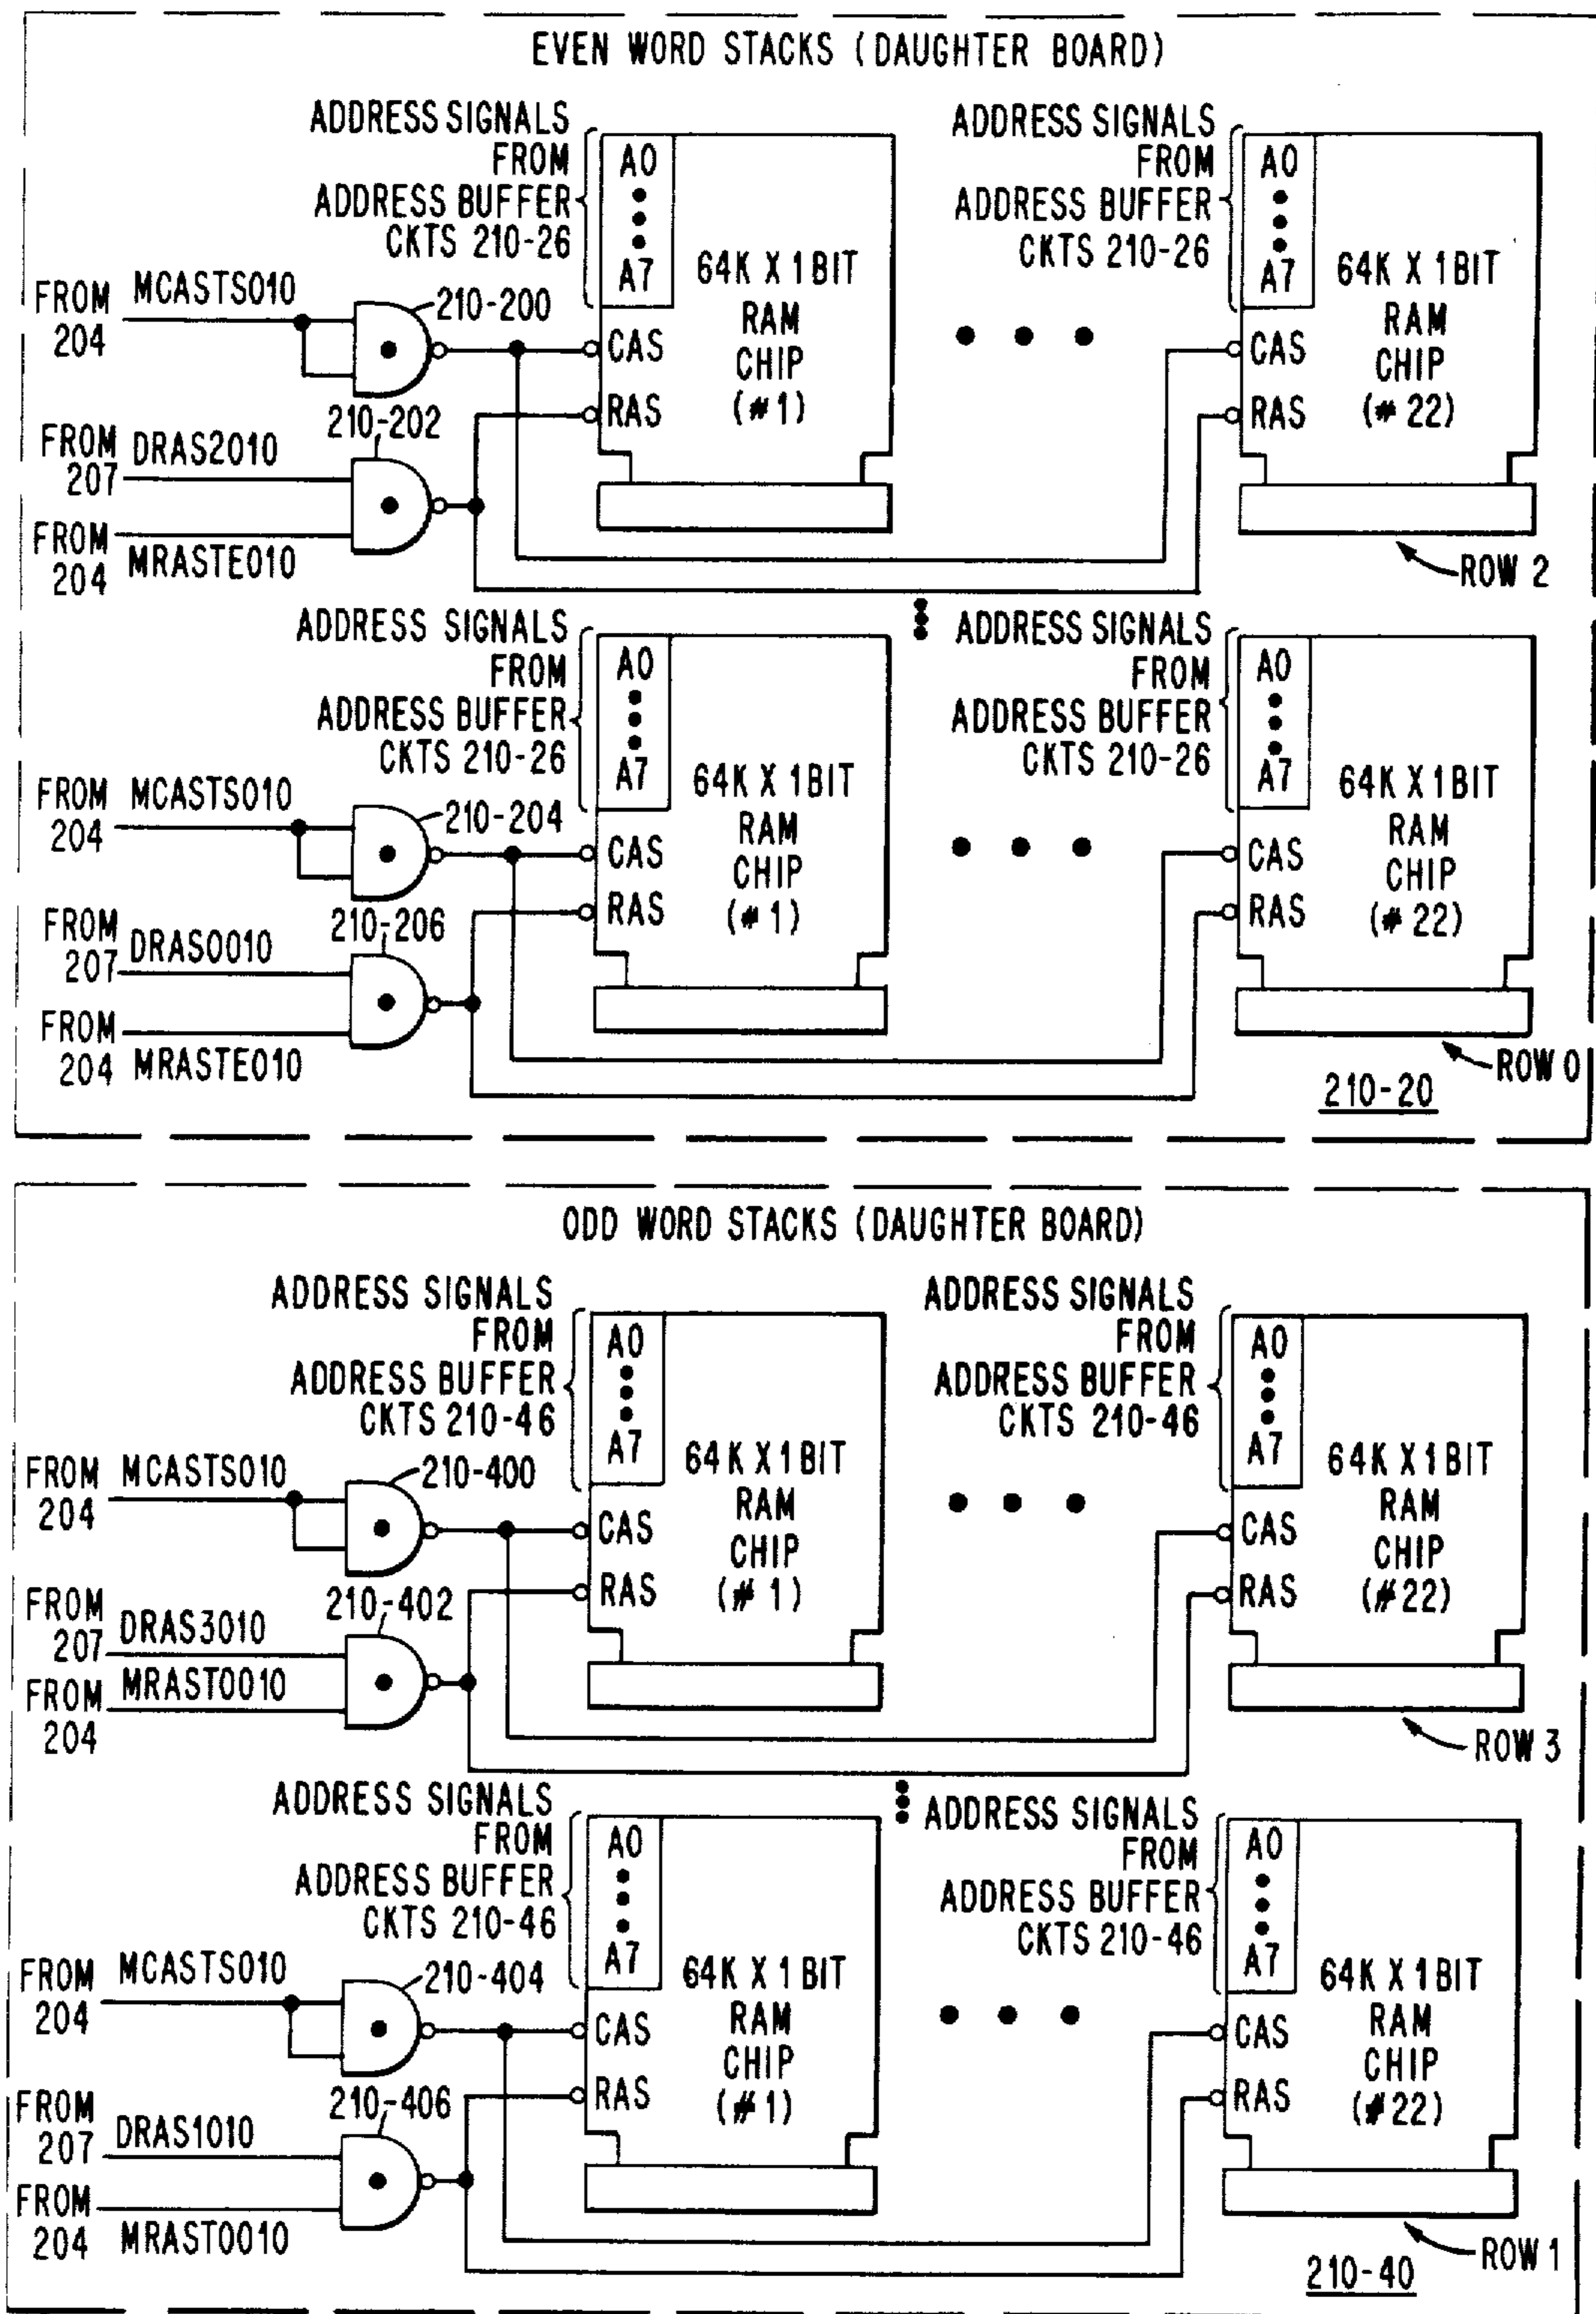 EVEN WORD STACKS (DAUGHTER BOARD)
ADDRESS SIGNALS
FROM
ADDRESS BUFFER
CKTS 210-26
A0
A7
64K X 1 BIT
RAM
CHIP
(#1)
CAS
RAS
ADDRESS SIGNALS
FROM
ADDRESS BUFFER
CKTS 210-26
A0
A7
64K X 1 BIT
RAM
CHIP
(#22)
CAS
RAS
FROM
204
MCASTS010
210-200
210-202
FROM
207
DRAS2010
FROM
204
MRASTE010
ROW 2
ADDRESS SIGNALS
FROM
ADDRESS BUFFER
CKTS 210-26
A0
A7
64K X 1 BIT
RAM
CHIP
(#1)
CAS
RAS
ADDRESS SIGNALS
FROM
ADDRESS BUFFER
CKTS 210-26
A0
A7
64K X 1 BIT
RAM
CHIP
(#22)
CAS
RAS
FROM
204
MCASTS010
210-204
210-206
FROM
207
DRAS0010
FROM
204
MRASTE010
ROW 0
210-20
ODD WORD STACKS (DAUGHTER BOARD)
ADDRESS SIGNALS
FROM
ADDRESS BUFFER
CKTS 210-46
A0
A7
64K X 1 BIT
RAM
CHIP
(#1)
CAS
RAS
ADDRESS SIGNALS
FROM
ADDRESS BUFFER
CKTS 210-46
A0
A7
64K X 1 BIT
RAM
CHIP
(#22)
CAS
RAS
FROM
204
MCASTS010
210-400
210-402
FROM
207
DRAS3010
FROM
204
MRASTO010
ROW 3
ADDRESS SIGNALS
FROM
ADDRESS BUFFER
CKTS 210-46
A0
A7
64K X 1 BIT
RAM
CHIP
(#1)
CAS
RAS
ADDRESS SIGNALS
FROM
ADDRESS BUFFER
CKTS 210-46
A0
A7
64K X 1 BIT
RAM
CHIP
(#22)
CAS
RAS
FROM
204
MCASTS010
210-404
210-406
FROM
207
DRAS1010
FROM
204
MRASTO010
ROW 1
210-40